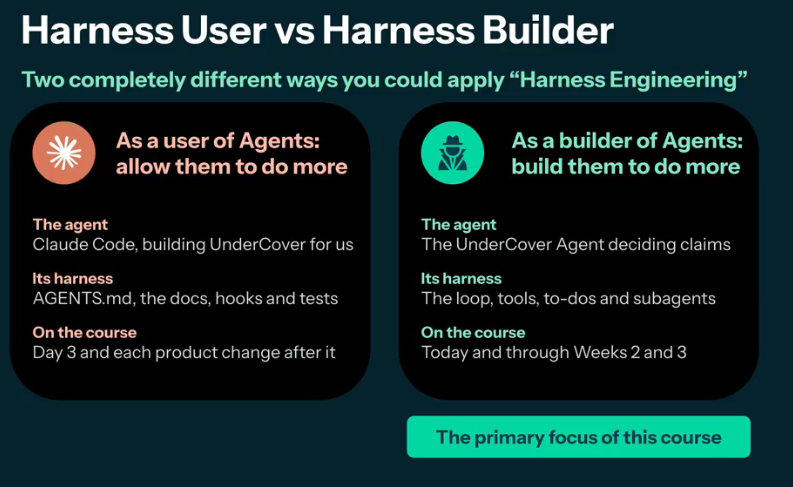 Harness User vs Harness Builder
Two completely different ways you could apply “Harness Engineering”
As a user of Agents:
allow them to do more
The agent
Claude Code, building UnderCover for us
Its harness
AGENTS.md, the docs, hooks and tests
On the course
Day 3 and each product change after it
As a builder of Agents:
build them to do more
The agent
The UnderCover Agent deciding claims
Its harness
The loop, tools, to-dos and subagents
On the course
Today and through Weeks 2 and 3
The primary focus of this course